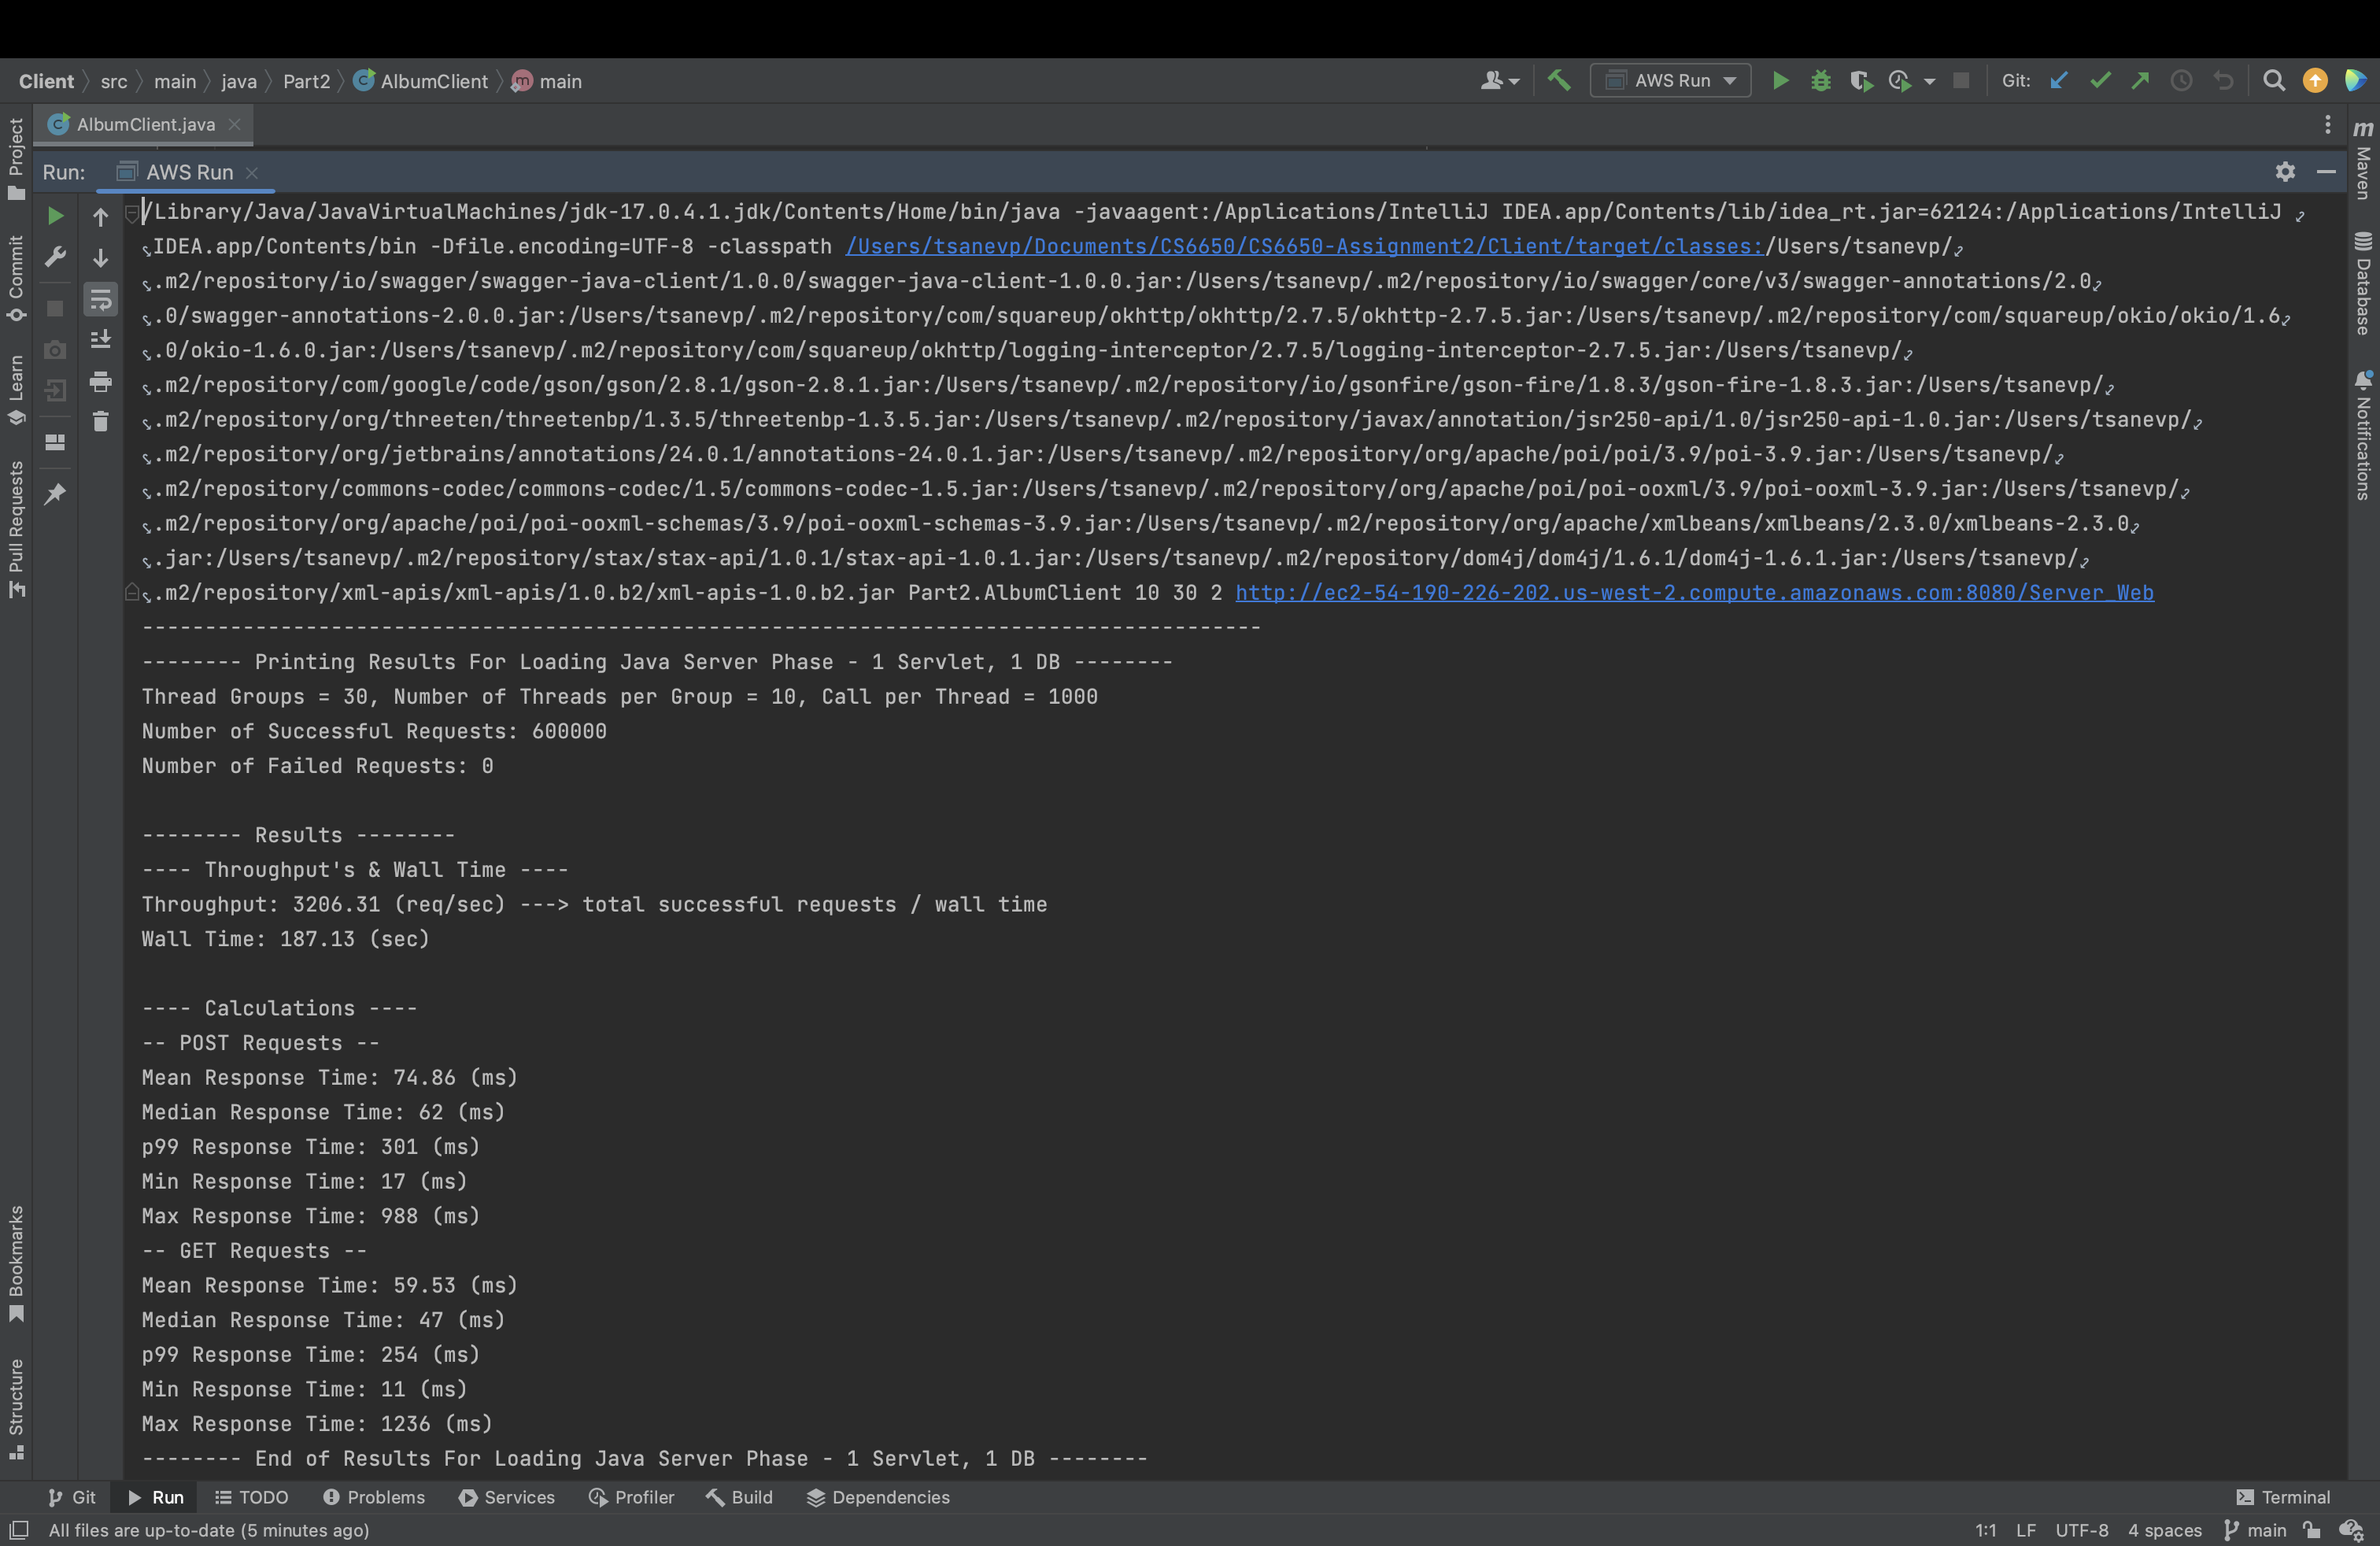 Client src main java Part2 AlbumClient main AWS Run Git:
AlbumClient.java
Run: AWS Run
/Library/Java/JavaVirtualMachines/jdk-17.0.4.1.jdk/Contents/Home/bin/java -javaagent:/Applications/IntelliJ IDEA.app/Contents/lib/idea_rt.jar=62124:/Applications/IntelliJ
IDEA.app/Contents/bin -Dfile.encoding=UTF-8 -classpath /Users/tsanevp/Documents/CS6650/CS6650-Assignment2/Client/target/classes:/Users/tsanevp/
.m2/repository/io/swagger/swagger-java-client/1.0.0/swagger-java-client-1.0.0.jar:/Users/tsanevp/.m2/repository/io/swagger/core/v3/swagger-annotations/2.0
.0/swagger-annotations-2.0.0.jar:/Users/tsanevp/.m2/repository/com/squareup/okhttp/okhttp/2.7.5/okhttp-2.7.5.jar:/Users/tsanevp/.m2/repository/com/squareup/okio/okio/1.6
.0/okio-1.6.0.jar:/Users/tsanevp/.m2/repository/com/squareup/okhttp/logging-interceptor/2.7.5/logging-interceptor-2.7.5.jar:/Users/tsanevp/
.m2/repository/com/google/code/gson/gson/2.8.1/gson-2.8.1.jar:/Users/tsanevp/.m2/repository/io/gsonfire/gson-fire/1.8.3/gson-fire-1.8.3.jar:/Users/tsanevp/
.m2/repository/org/threeten/threetenbp/1.3.5/threetenbp-1.3.5.jar:/Users/tsanevp/.m2/repository/javax/annotation/jsr250-api/1.0/jsr250-api-1.0.jar:/Users/tsanevp/
.m2/repository/org/jetbrains/annotations/24.0.1/annotations-24.0.1.jar:/Users/tsanevp/.m2/repository/org/apache/poi/poi/3.9/poi-3.9.jar:/Users/tsanevp/
.m2/repository/commons-codec/commons-codec/1.5/commons-codec-1.5.jar:/Users/tsanevp/.m2/repository/org/apache/poi/poi-ooxml/3.9/poi-ooxml-3.9.jar:/Users/tsanevp/
.m2/repository/org/apache/poi/poi-ooxml-schemas/3.9/poi-ooxml-schemas-3.9.jar:/Users/tsanevp/.m2/repository/org/apache/xmlbeans/xmlbeans/2.3.0/xmlbeans-2.3.0
.jar:/Users/tsanevp/.m2/repository/stax/stax-api/1.0.1/stax-api-1.0.1.jar:/Users/tsanevp/.m2/repository/dom4j/dom4j/1.6.1/dom4j-1.6.1.jar:/Users/tsanevp/
.m2/repository/xml-apis/xml-apis/1.0.b2/xml-apis-1.0.b2.jar Part2.AlbumClient 10 30 2 http://ec2-54-190-226-202.us-west-2.compute.amazonaws.com:8080/Server_Web
-----------------------------------------------------------------------------------------
-------- Printing Results For Loading Java Server Phase - 1 Servlet, 1 DB --------
Thread Groups = 30, Number of Threads per Group = 10, Call per Thread = 1000
Number of Successful Requests: 600000
Number of Failed Requests: 0
-------- Results --------
---- Throughput's & Wall Time ----
Throughput: 3206.31 (req/sec) ---> total successful requests / wall time
Wall Time: 187.13 (sec)
---- Calculations ----
-- POST Requests --
Mean Response Time: 74.86 (ms)
Median Response Time: 62 (ms)
p99 Response Time: 301 (ms)
Min Response Time: 17 (ms)
Max Response Time: 988 (ms)
-- GET Requests --
Mean Response Time: 59.53 (ms)
Median Response Time: 47 (ms)
p99 Response Time: 254 (ms)
Min Response Time: 11 (ms)
Max Response Time: 1236 (ms)
-------- End of Results For Loading Java Server Phase - 1 Servlet, 1 DB --------
Project
Commit
Learn
Pull Requests
Bookmarks
Structure
Maven
Database
Notifications
Git Run TODO Problems Services Profiler Build Dependencies Terminal
All files are up-to-date (5 minutes ago) 1:1 LF UTF-8 4 spaces main